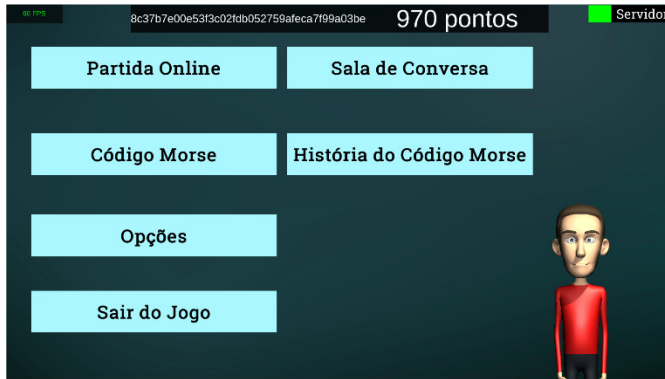 60 FPS
8c37b7e00e53f3c02fdb052759afeca7f99a03be
970 pontos
Servidor
Partida Online
Sala de Conversa
Código Morse
História do Código Morse
Opções
Sair do Jogo